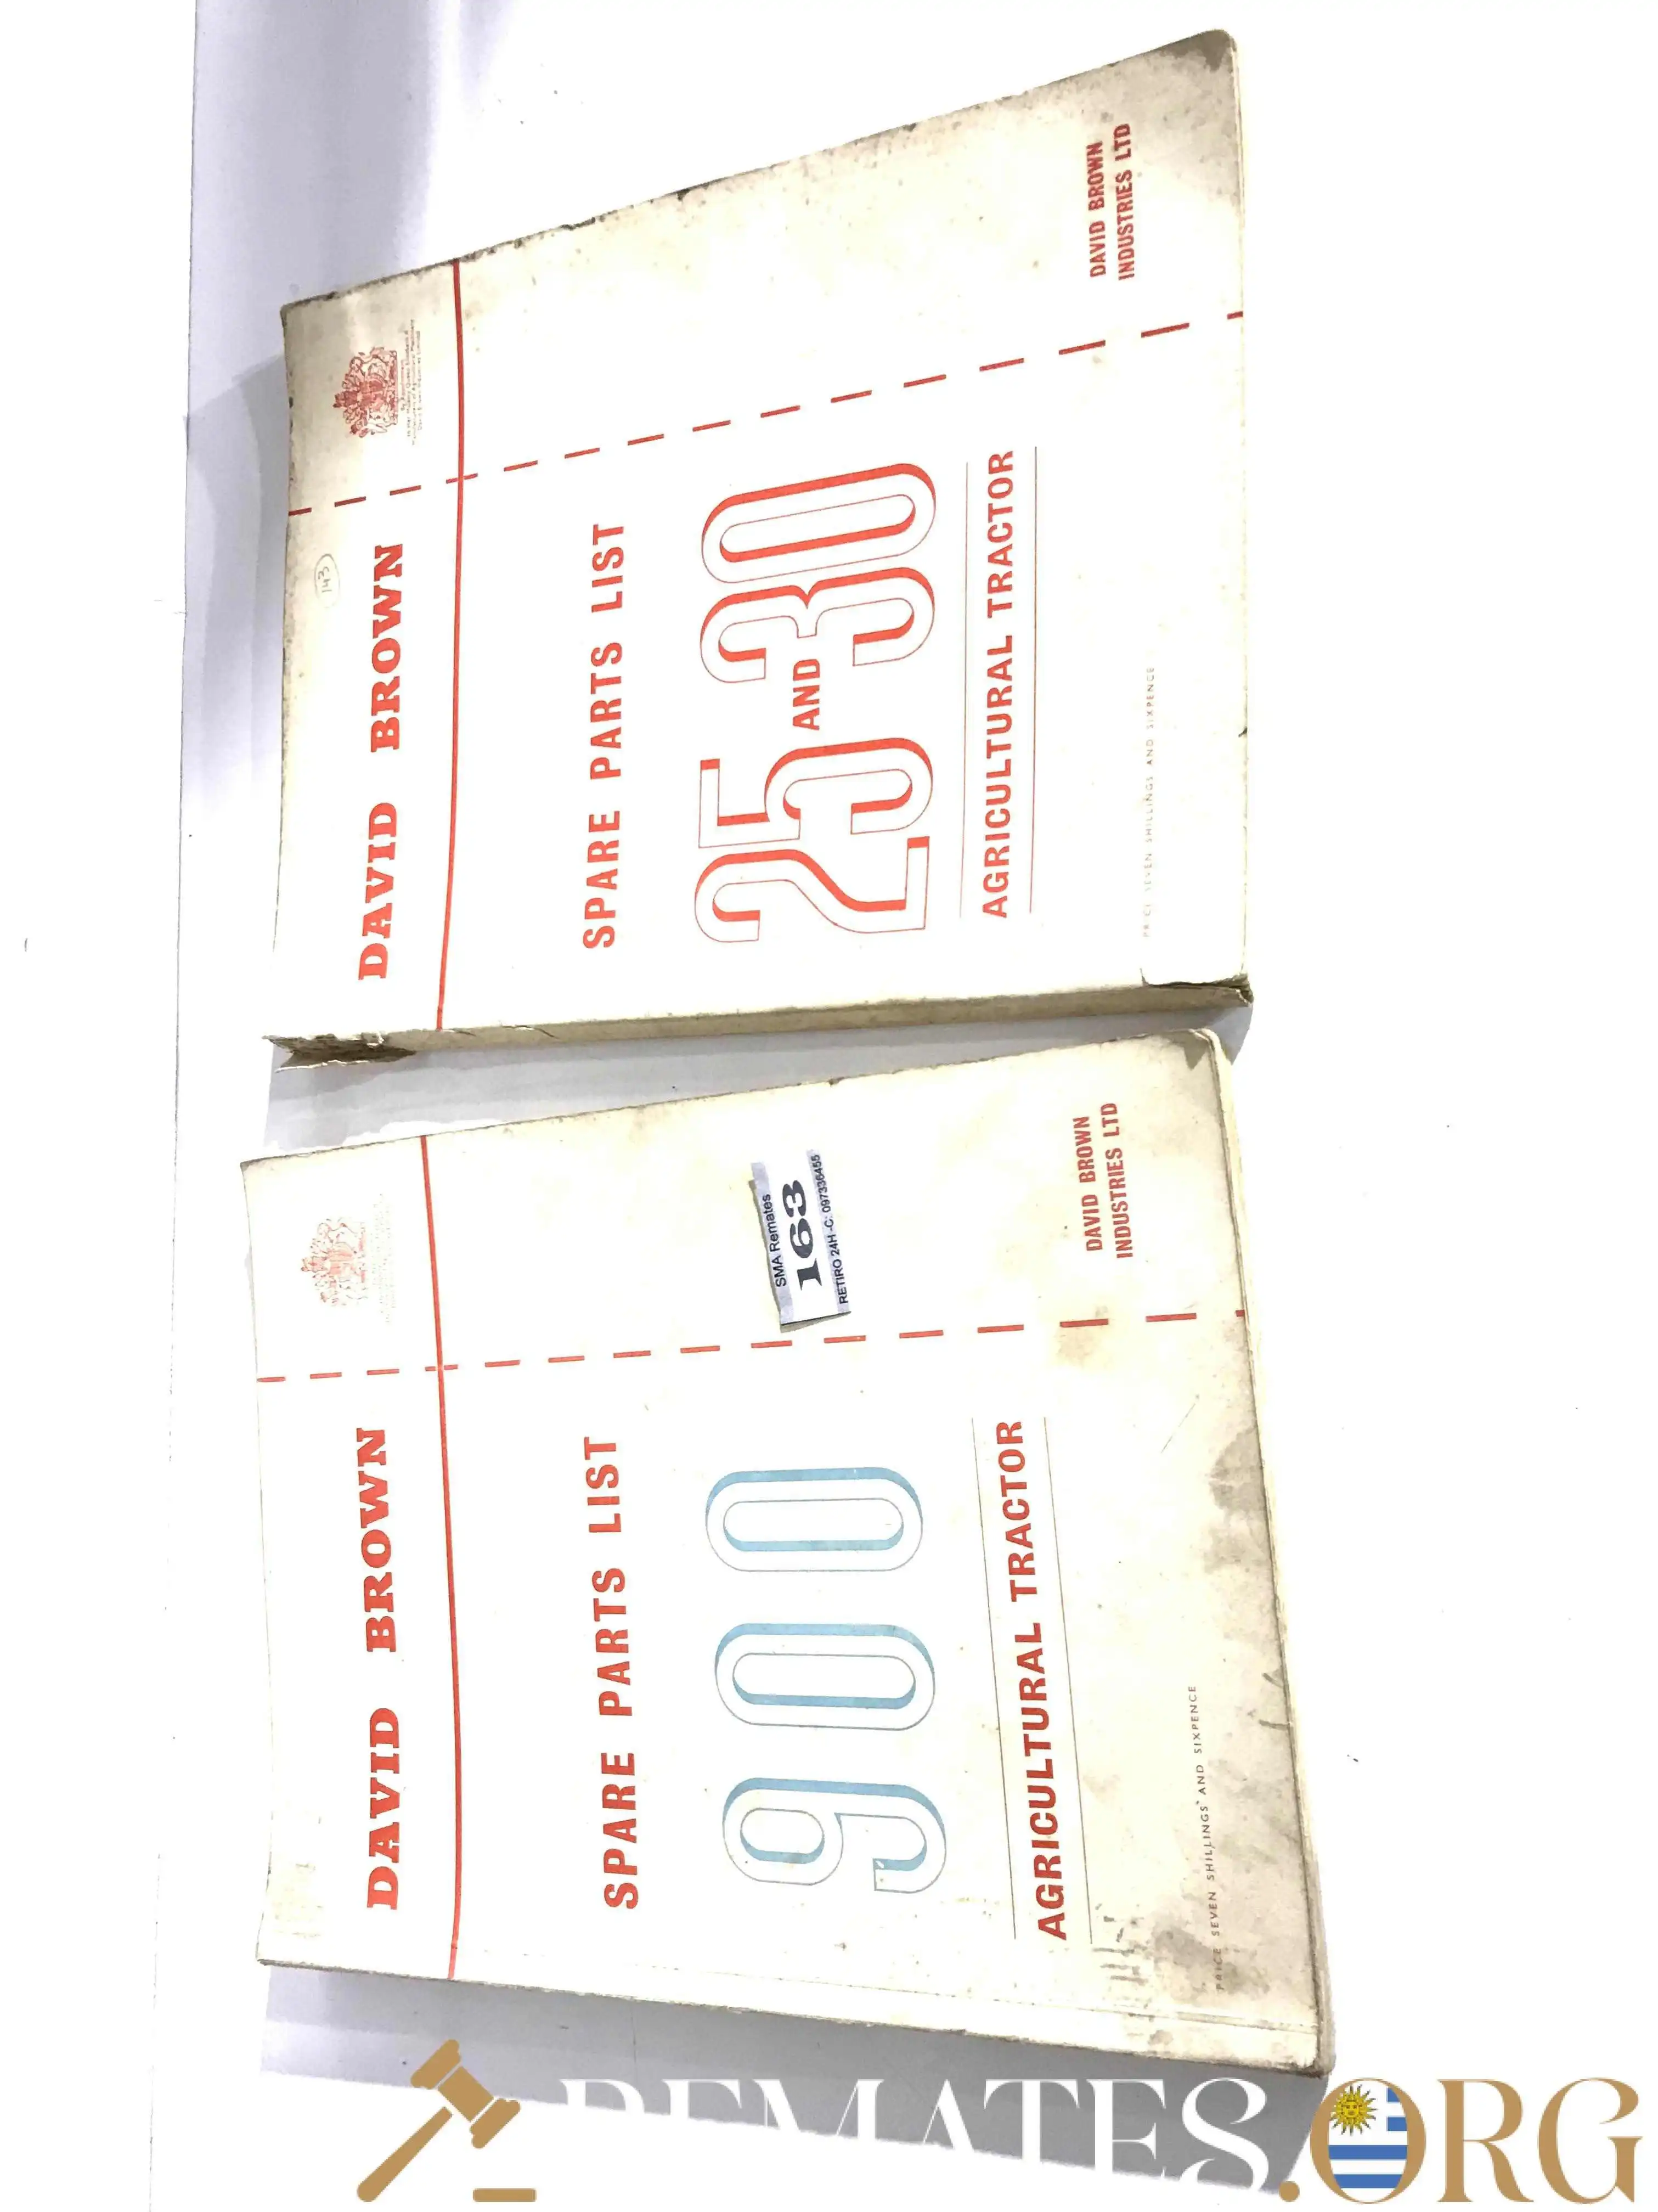 DAVID BROWN
SPARE PARTS LIST
900
AGRICULTURAL TRACTOR
PRICE SEVEN SHILLINGS AND SIXPENCE
DAVID BROWN
INDUSTRIES LTD
SMA Remates
163
RETIRO 24H -C: 097336455
143
DAVID BROWN
SPARE PARTS LIST
25 AND 30
AGRICULTURAL TRACTOR
PRICE SEVEN SHILLINGS AND SIXPENCE
DAVID BROWN
INDUSTRIES LTD
REMATES.ORG